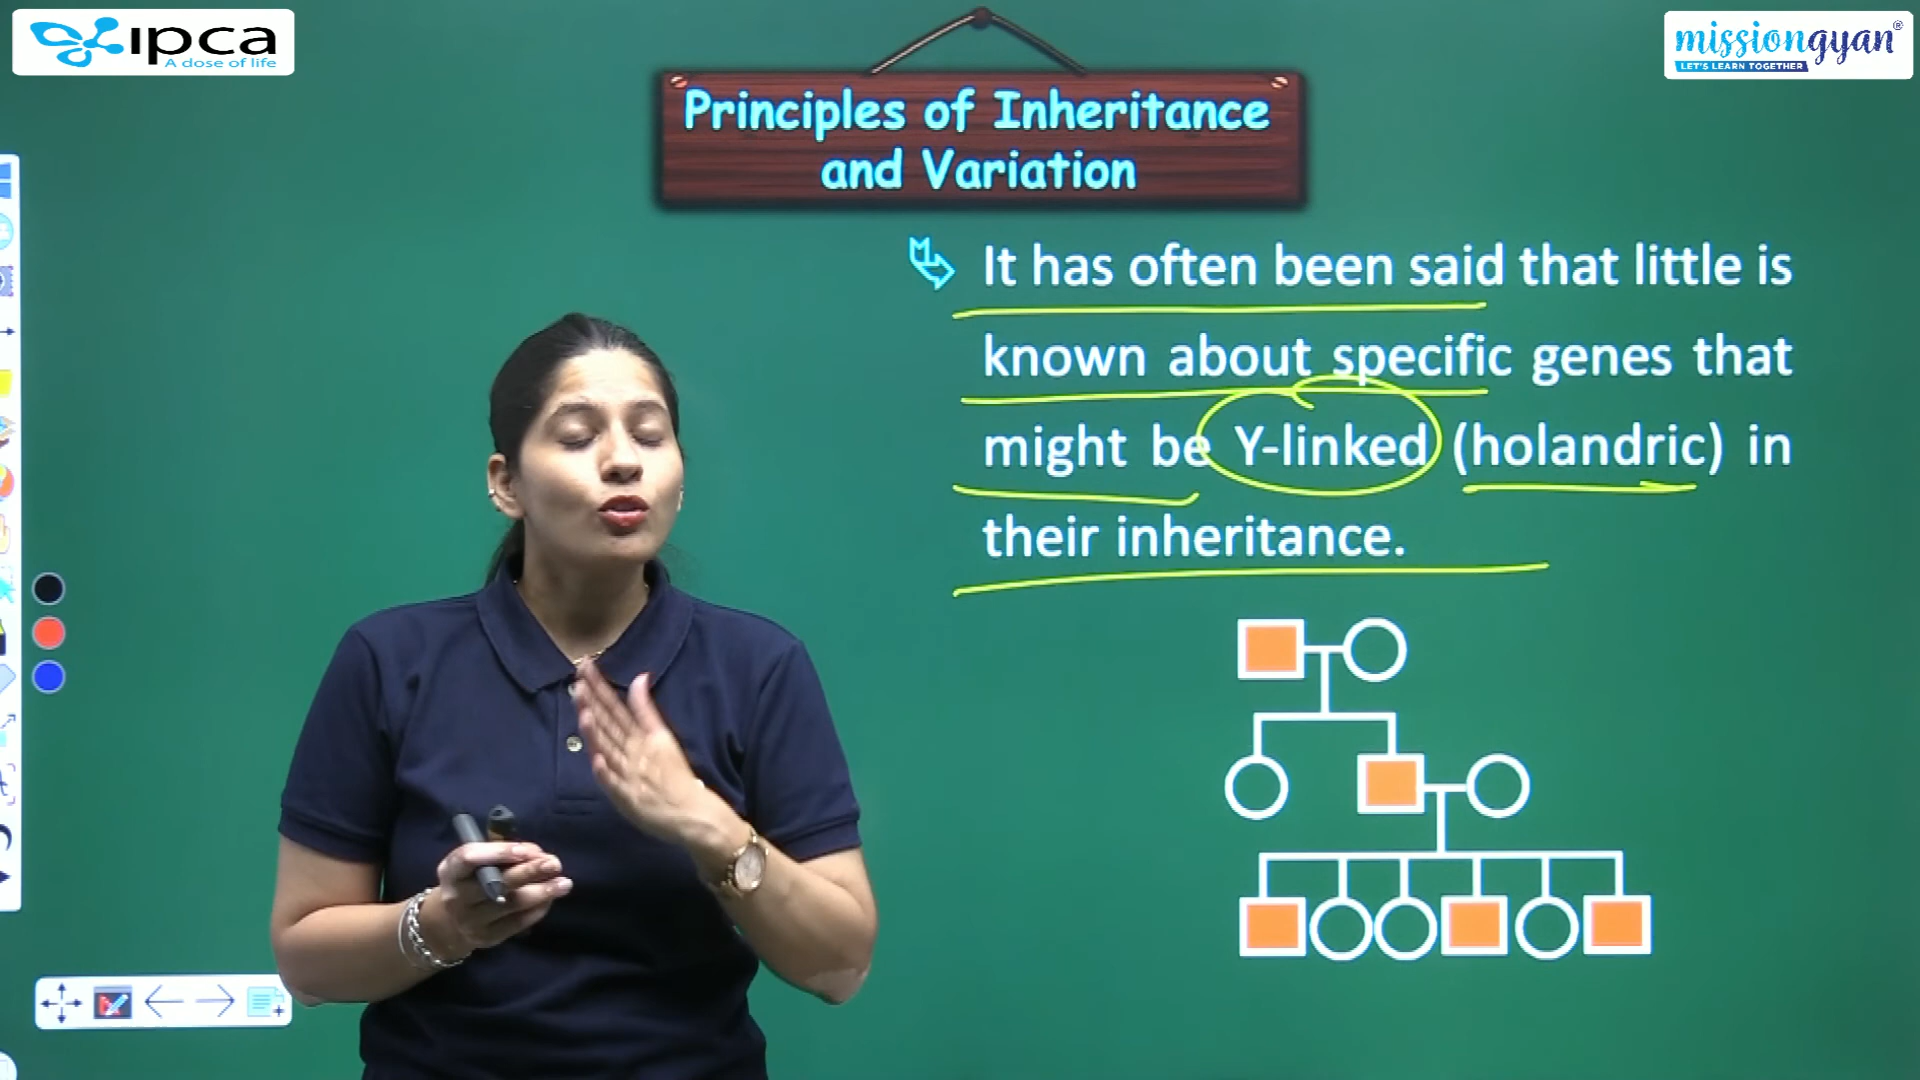 ipca
A dose of life
missiongyan®
LET'S LEARN TOGETHER
Principles of Inheritance
and Variation
It has often been said that little is
known about specific genes that
might be Y-linked (holandric) in
their inheritance.